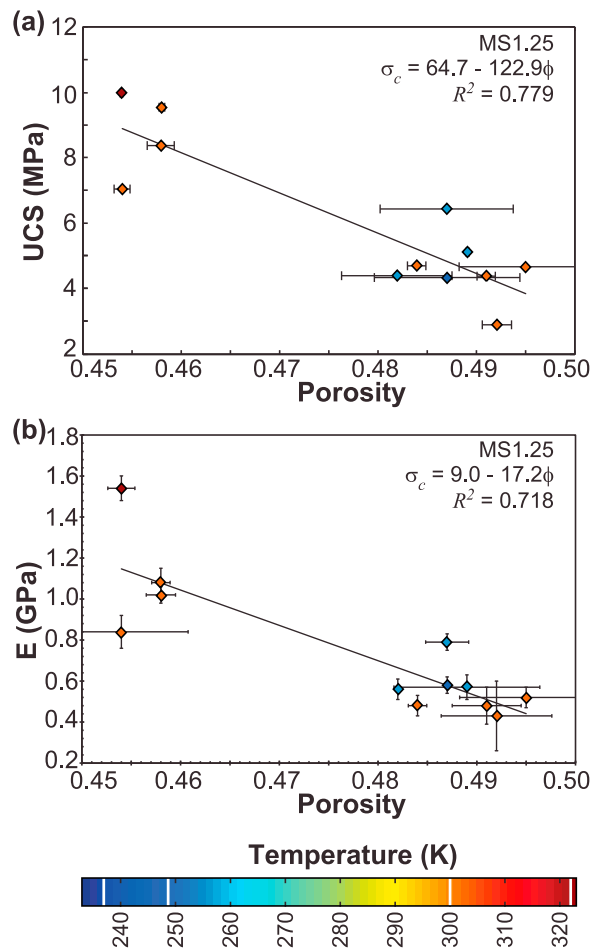 (a)
12
10
8
6
4
2
UCS (MPa)
MS1.25
σc = 64.7 - 122.9ϕ
R² = 0.779
0.45 0.46 0.47 0.48 0.49 0.50
Porosity
(b)
1.8
1.6
1.4
1.2
1.0
0.8
0.6
0.4
0.2
E (GPa)
MS1.25
σc = 9.0 - 17.2ϕ
R² = 0.718
0.45 0.46 0.47 0.48 0.49 0.50
Porosity
Temperature (K)
240 250 260 270 280 290 300 310 320